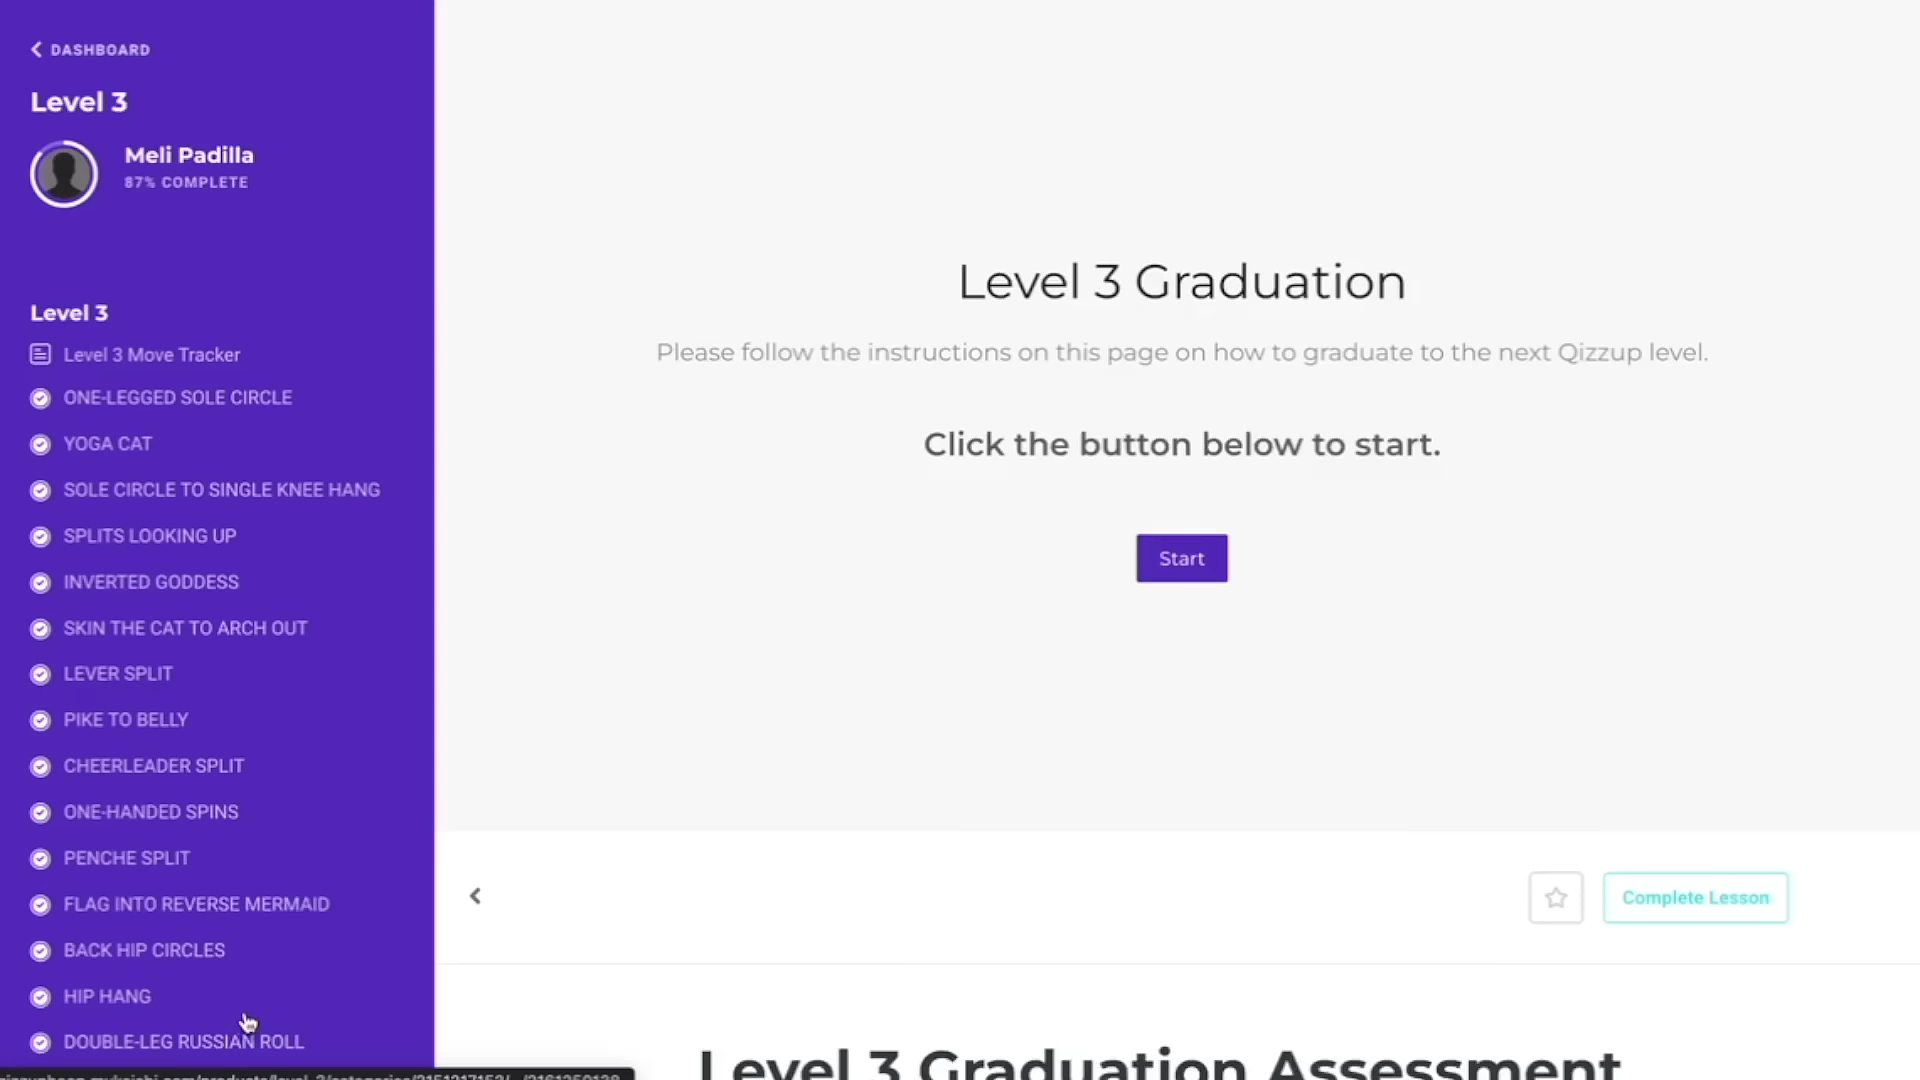 DASHBOARD
Level 3
Meli Padilla
87% COMPLETE
Level 3
Level 3 Move Tracker
ONE-LEGGED SOLE CIRCLE
YOGA CAT
SOLE CIRCLE TO SINGLE KNEE HANG
SPLITS LOOKING UP
INVERTED GODDESS
SKIN THE CAT TO ARCH OUT
LEVER SPLIT
PIKE TO BELLY
CHEERLEADER SPLIT
ONE-HANDED SPINS
PENCHE SPLIT
FLAG INTO REVERSE MERMAID
BACK HIP CIRCLES
HIP HANG
DOUBLE-LEG RUSSIAN ROLL
Level 3 Graduation
Please follow the instructions on this page on how to graduate to the next Qizzup level.
Click the button below to start.
Start
Complete Lesson
Level 3 Graduation Assessment